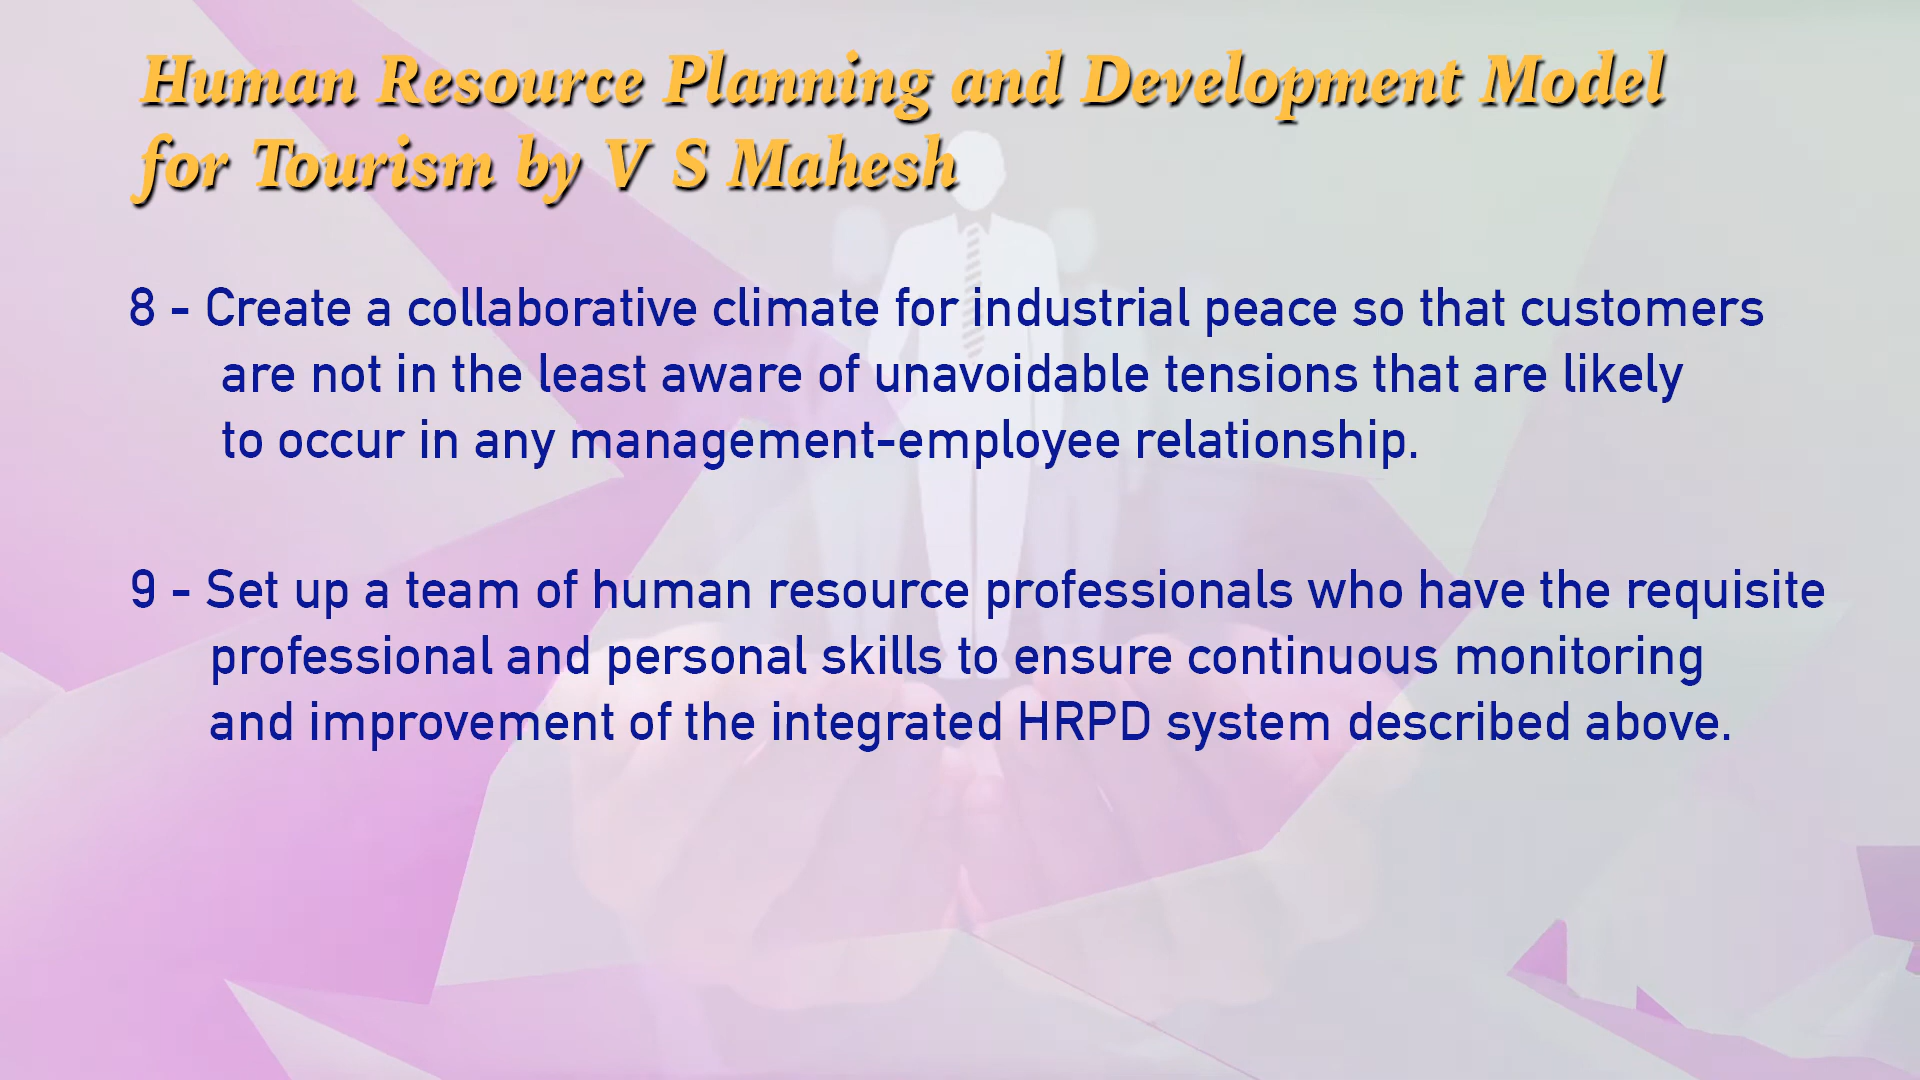 Human Resource Planning and Development Model
for Tourism by V S Mahesh
8 - Create a collaborative climate for industrial peace so that customers
are not in the least aware of unavoidable tensions that are likely
to occur in any management-employee relationship.
9 - Set up a team of human resource professionals who have the requisite
professional and personal skills to ensure continuous monitoring
and improvement of the integrated HRPD system described above.